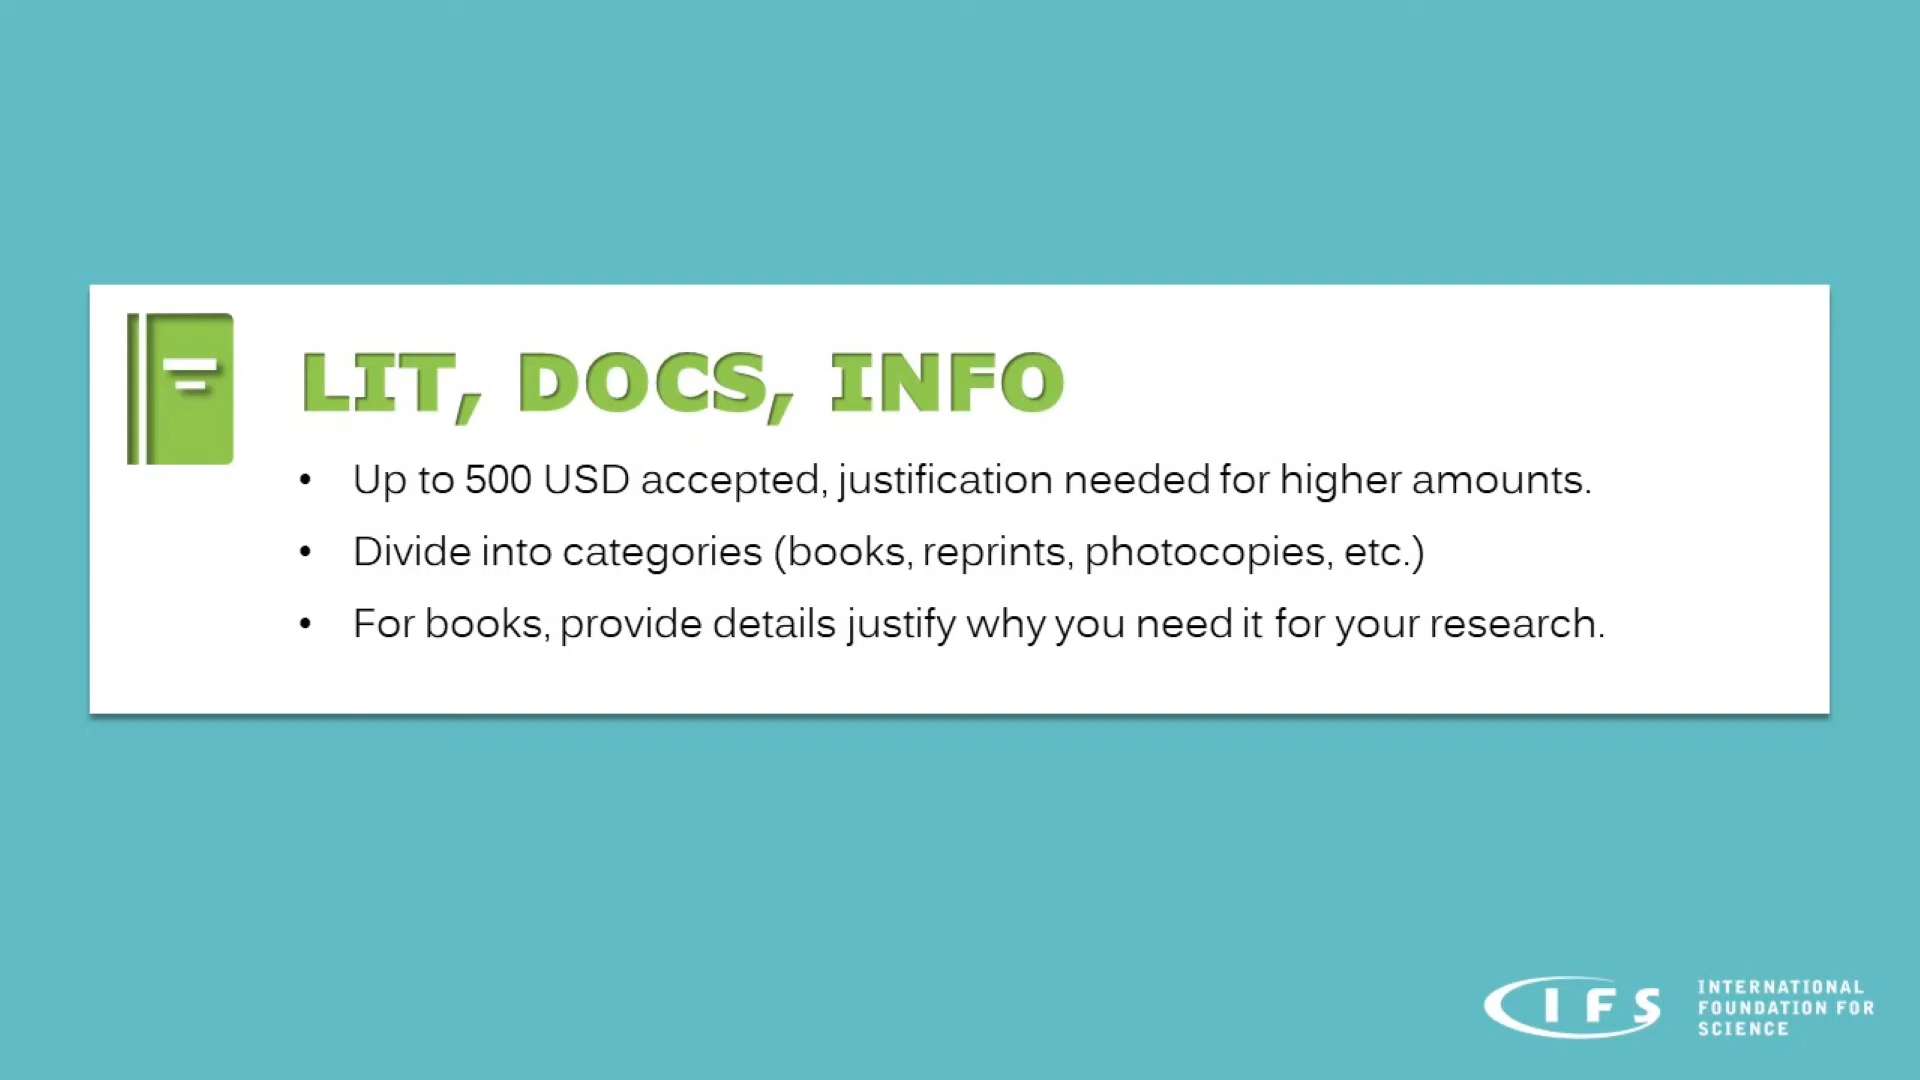 LIT, DOCS, INFO
• Up to 500 USD accepted, justification needed for higher amounts.
• Divide into categories (books, reprints, photocopies, etc.)
• For books, provide details justify why you need it for your research.
IFS
INTERNATIONAL
FOUNDATION FOR
SCIENCE